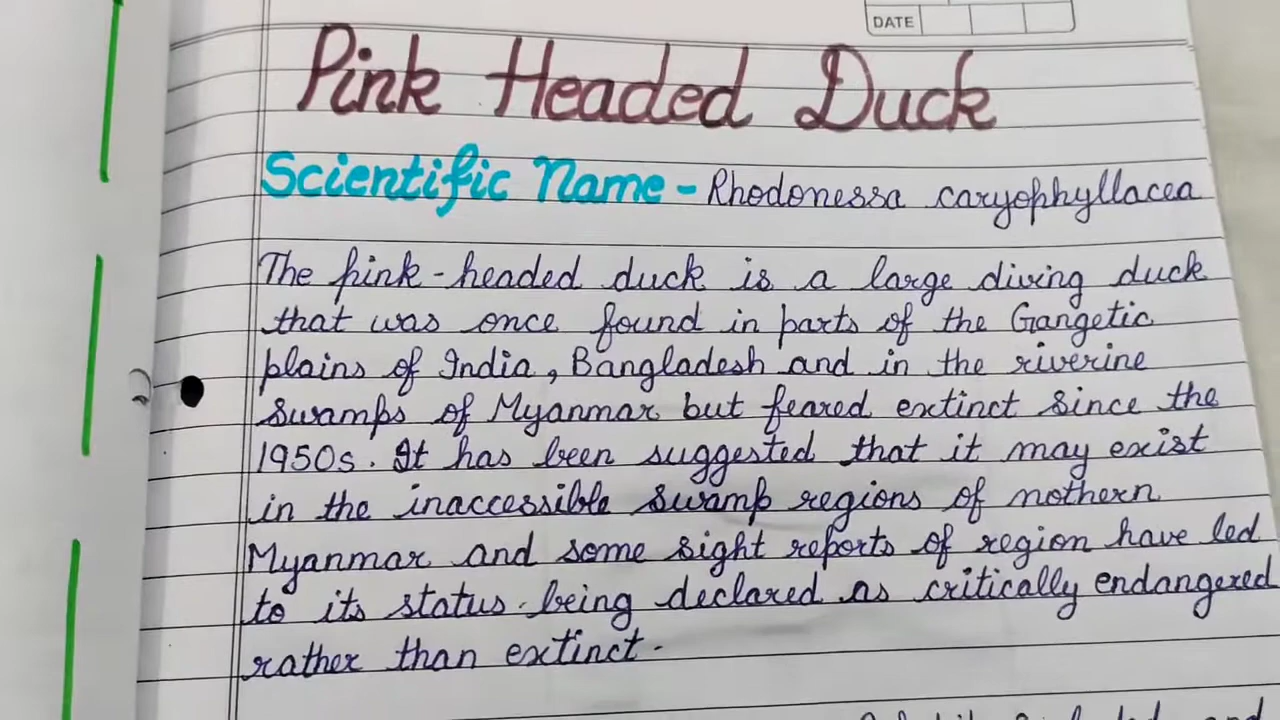 DATE
Pink Headed Duck
Scientific Name - Rhodonessa caryophyllacea
The pink-headed duck is a large diving duck
that was once found in parts of the Gangetic
plains of India, Bangladesh and in the riverine
swamps of Myanmar but feared extinct since the
1950s. It has been suggested that it may exist
in the inaccessible swamp regions of nothern
Myanmar and some sight reports of region have led
to its status being declared as critically endangered
rather than extinct.